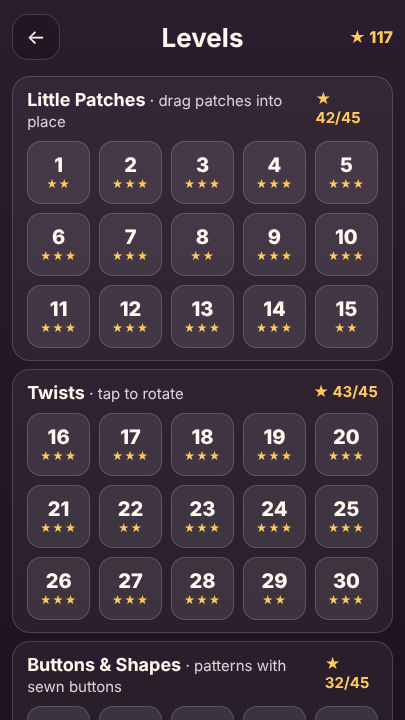 ← Levels ★ 117
Little Patches · drag patches into ★
place 42/45
1 2 3 4 5
★★ ★★★ ★★★ ★★★ ★★★
6 7 8 9 10
★★★ ★★★ ★★ ★★★ ★★★
11 12 13 14 15
★★★ ★★★ ★★★ ★★★ ★★
Twists · tap to rotate ★ 43/45
16 17 18 19 20
★★★ ★★★ ★★★ ★★★ ★★★
21 22 23 24 25
★★★ ★★ ★★★ ★★★ ★★★
26 27 28 29 30
★★★ ★★★ ★★★ ★★ ★★★
Buttons & Shapes · patterns with ★
sewn buttons 32/45